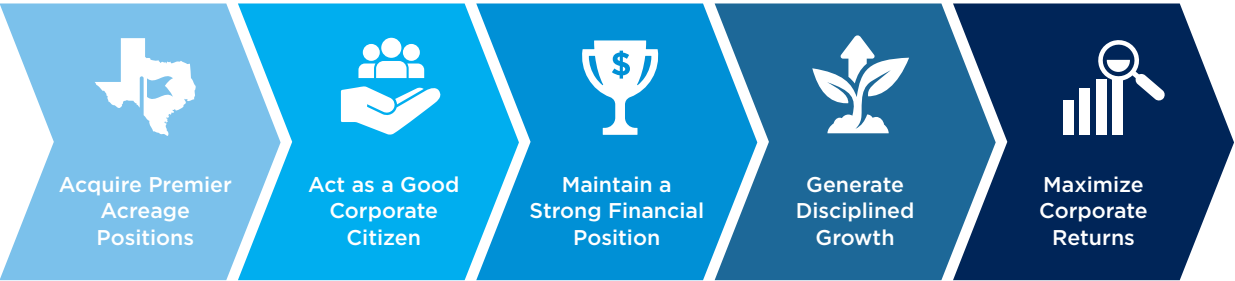 Acquire Premier
Acreage
Positions
Act as a Good
Corporate
Citizen
$
Maintain a
Strong Financial
Position
Generate
Disciplined
Growth
Maximize
Corporate
Returns